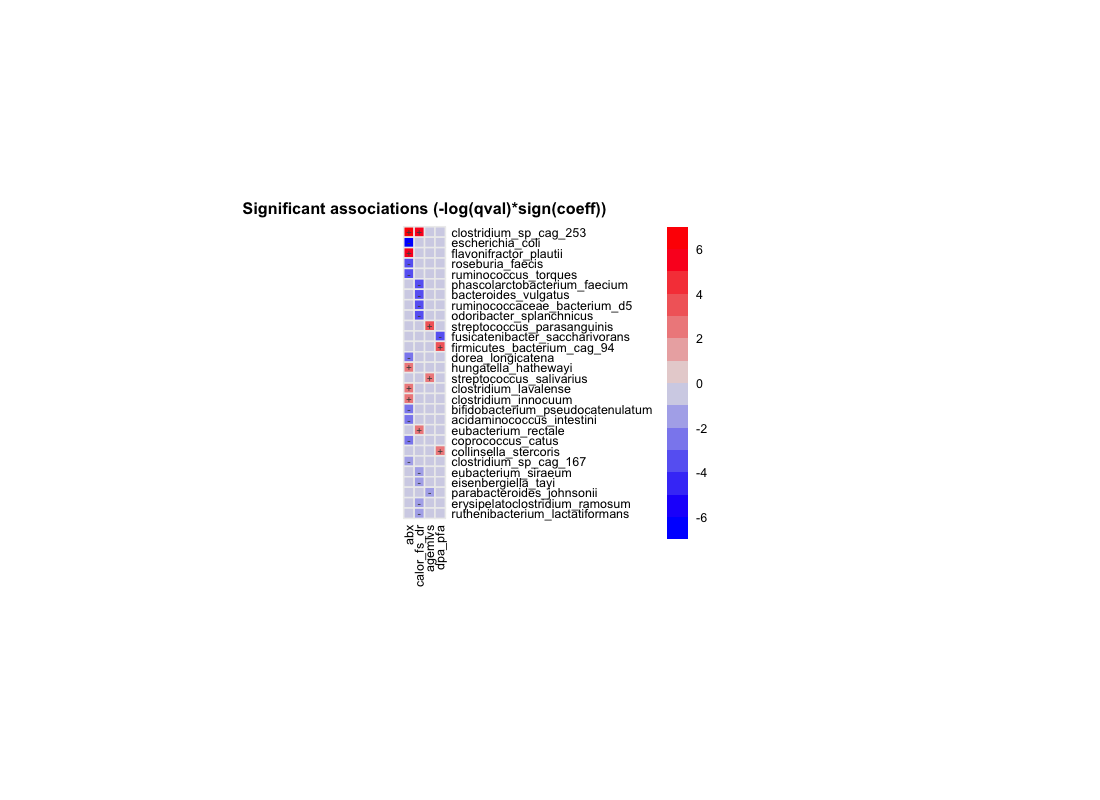 Significant associations (-log(qval)*sign(coeff))
clostridium_sp_cag_253
escherichia_coli
flavonifractor_plautii
roseburia_faecis
ruminococcus_torques
phascolarctobacterium_faecium
bacteroides_vulgatus
ruminococcaceae_bacterium_d5
odoribacter_splanchnicus
streptococcus_parasanguinis
fusicatenibacter_saccharivorans
firmicutes_bacterium_cag_94
dorea_longicatena
hungatella_hathewayi
streptococcus_salivarius
clostridium_lavalense
clostridium_innocuum
bifidobacterium_pseudocatenulatum
acidaminococcus_intestini
eubacterium_rectale
coprococcus_catus
collinsella_stercoris
clostridium_sp_cag_167
eubacterium_siraeum
eisenbergiella_tayi
parabacteroides_johnsonii
erysipelatoclostridium_ramosum
ruthenibacterium_lactatiformans
abx
calor_fs_dr
agemlvs
dpa_pfa
6
4
2
0
-2
-4
-6